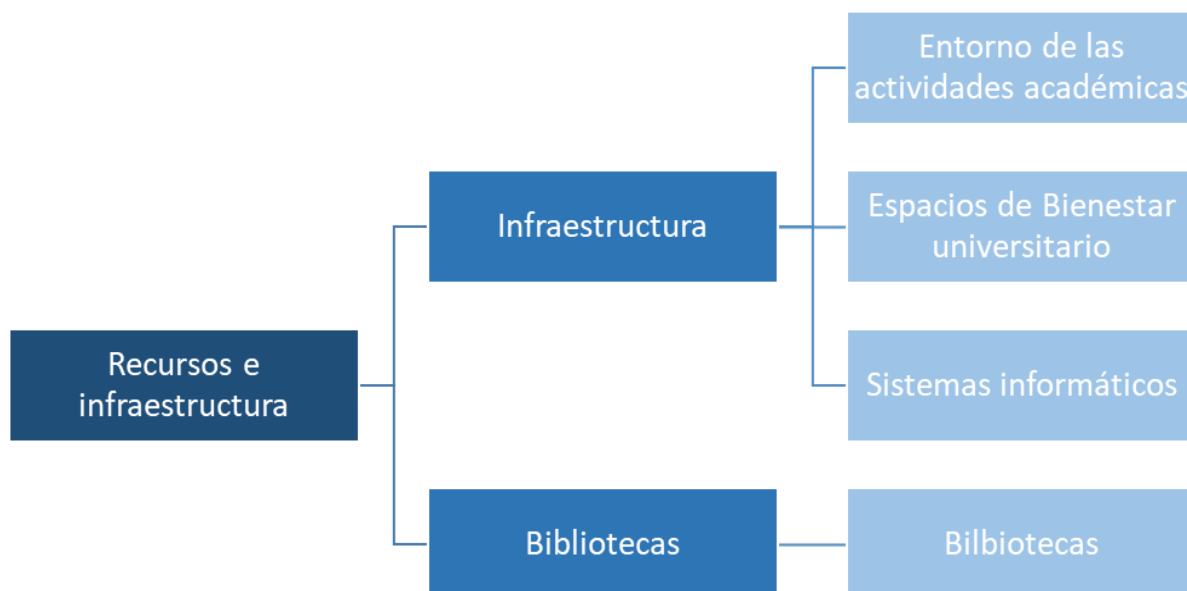 Entorno de las
actividades académicas
Infraestructura
Espacios de Bienestar
universitario
Recursos e
infraestructura
Sistemas informáticos
Bibliotecas
Bilbiotecas